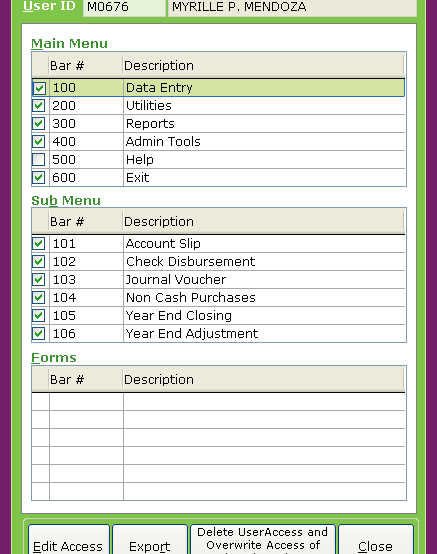 User ID M0676 MYRILLE P. MENDOZA
Main Menu
Bar # Description
100 Data Entry
200 Utilities
300 Reports
400 Admin Tools
500 Help
600 Exit
Sub Menu
Bar # Description
101 Account Slip
102 Check Disbursement
103 Journal Voucher
104 Non Cash Purchases
105 Year End Closing
106 Year End Adjustment
Forms
Bar # Description
Edit Access Export Delete UserAccess and Close
Overwrite Access of